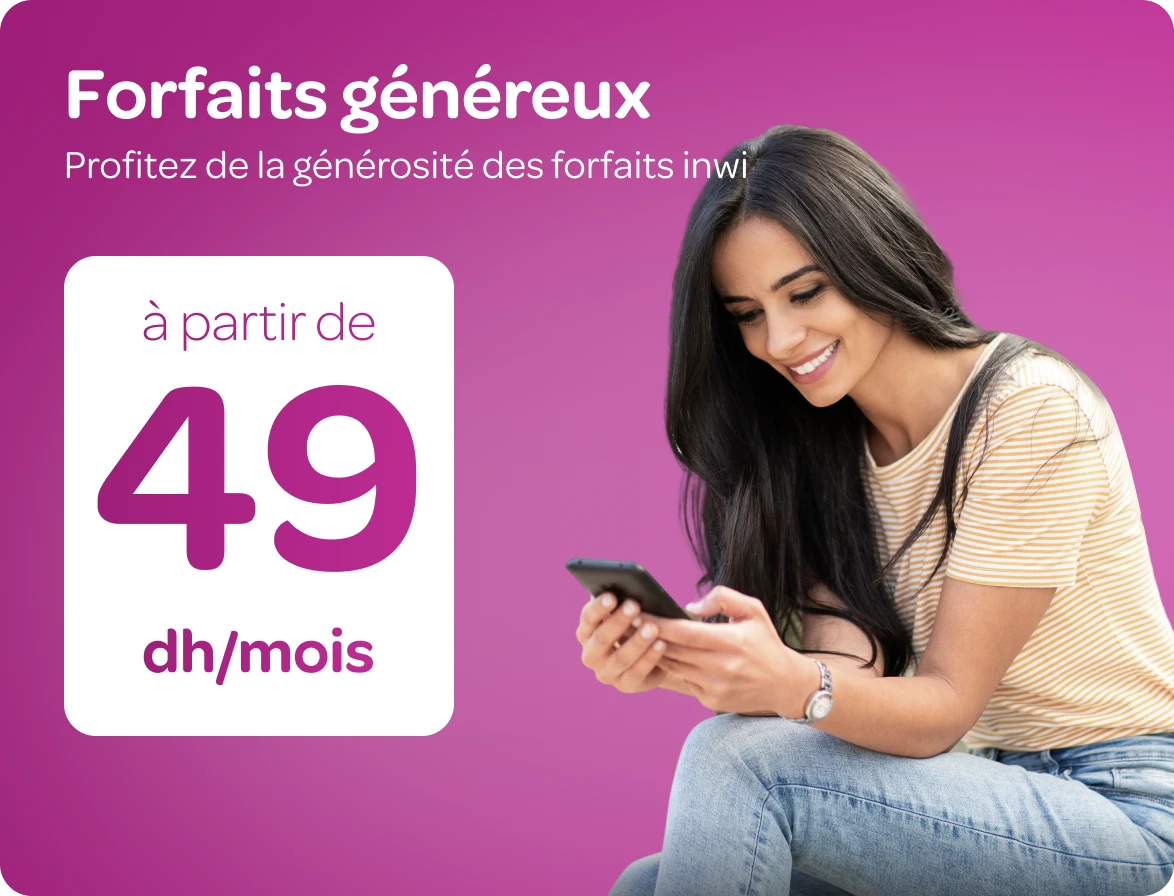 Forfaits généreux
Profitez de la générosité des forfaits inwi
à partir de
49
dh/mois